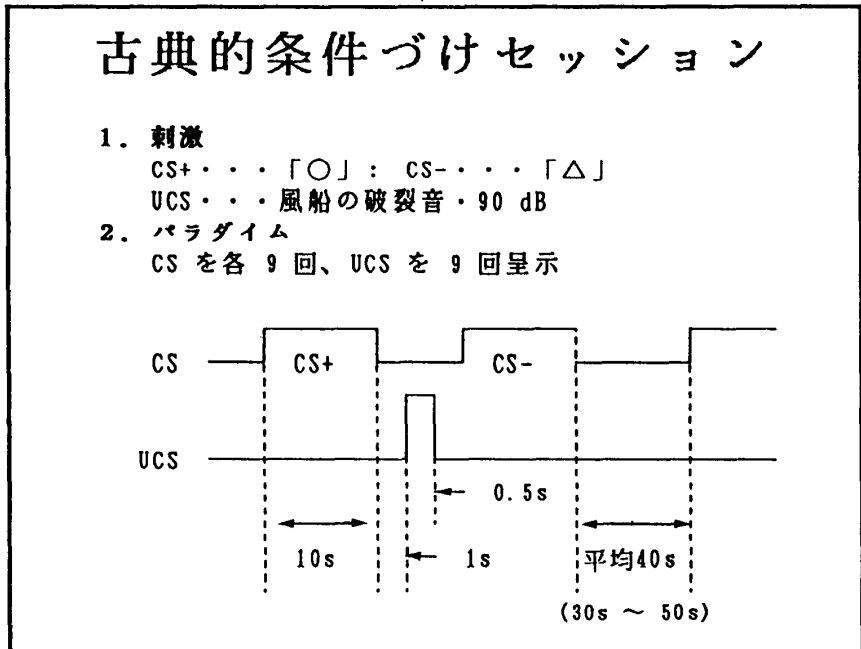 古典的条件づけセッション
1. 刺激
CS+・・・「○」: CS-・・・「△」
UCS・・・風船の破裂音・90 dB
2. パラダイム
CS を各 9 回、UCS を 9 回呈示
CS CS+ CS-
UCS
0.5s
10s 1s 平均40s
(30s ～ 50s)